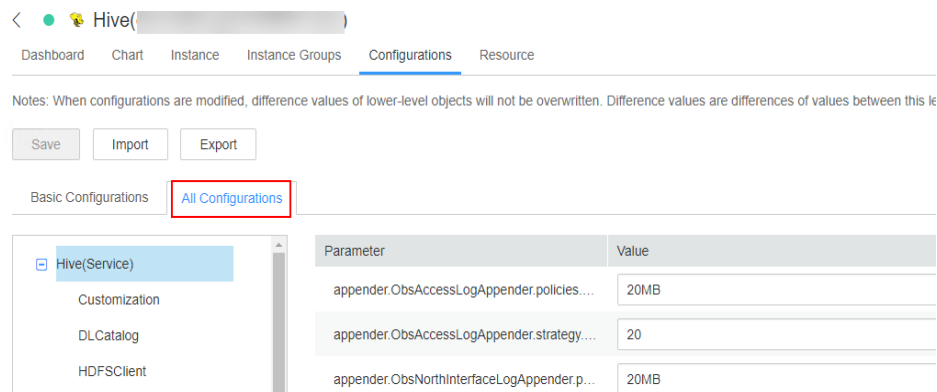 Hive( )
Dashboard Chart Instance Instance Groups Configurations Resource
Notes: When configurations are modified, difference values of lower-level objects will not be overwritten. Difference values are differences of values between this le
Save Import Export
Basic Configurations All Configurations
Hive(Service)
Customization
DLCatalog
HDFSClient
Parameter Value
appender.ObsAccessLogAppender.policies.... 20MB
appender.ObsAccessLogAppender.strategy.... 20
appender.ObsNorthInterfaceLogAppender.p... 20MB